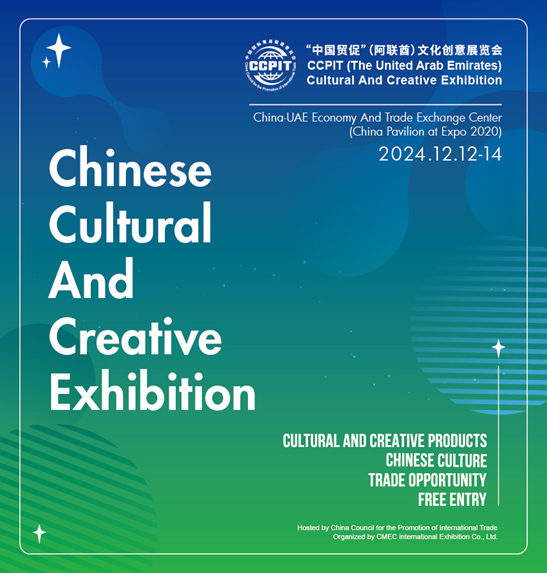 CCPIT
“中国贸促”（阿联酋）文化创意展览会
CCPIT (The United Arab Emirates)
Cultural And Creative Exhibition
China-UAE Economy And Trade Exchange Center
(China Pavilion at Expo 2020)
2024.12.12-14
Chinese
Cultural
And
Creative
Exhibition
CULTURAL AND CREATIVE PRODUCTS
CHINESE CULTURE
TRADE OPPORTUNITY
FREE ENTRY
Hosted by China Council for the Promotion of International Trade
Organized by CMEC International Exhibition Co., Ltd.